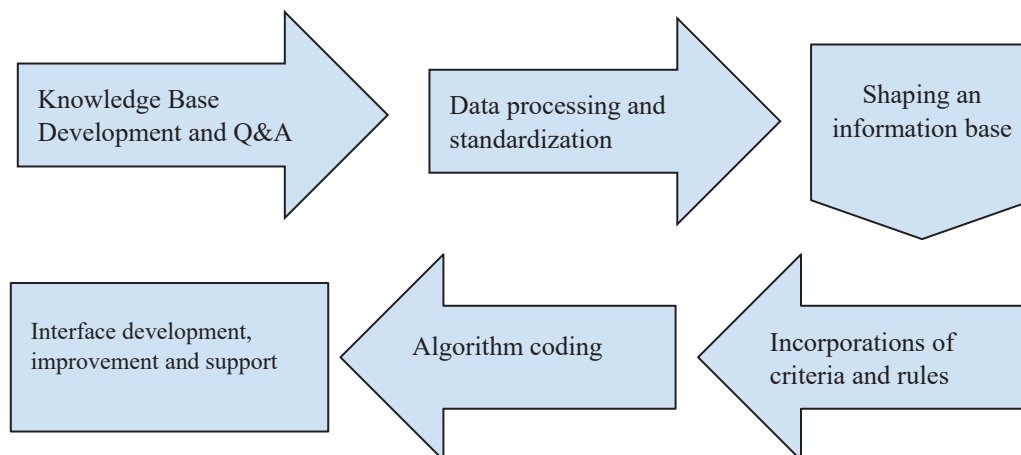 Knowledge Base
Development and Q&A
Data processing and
standardization
Shaping an
information base
Incorporations of
criteria and rules
Algorithm coding
Interface development,
improvement and support